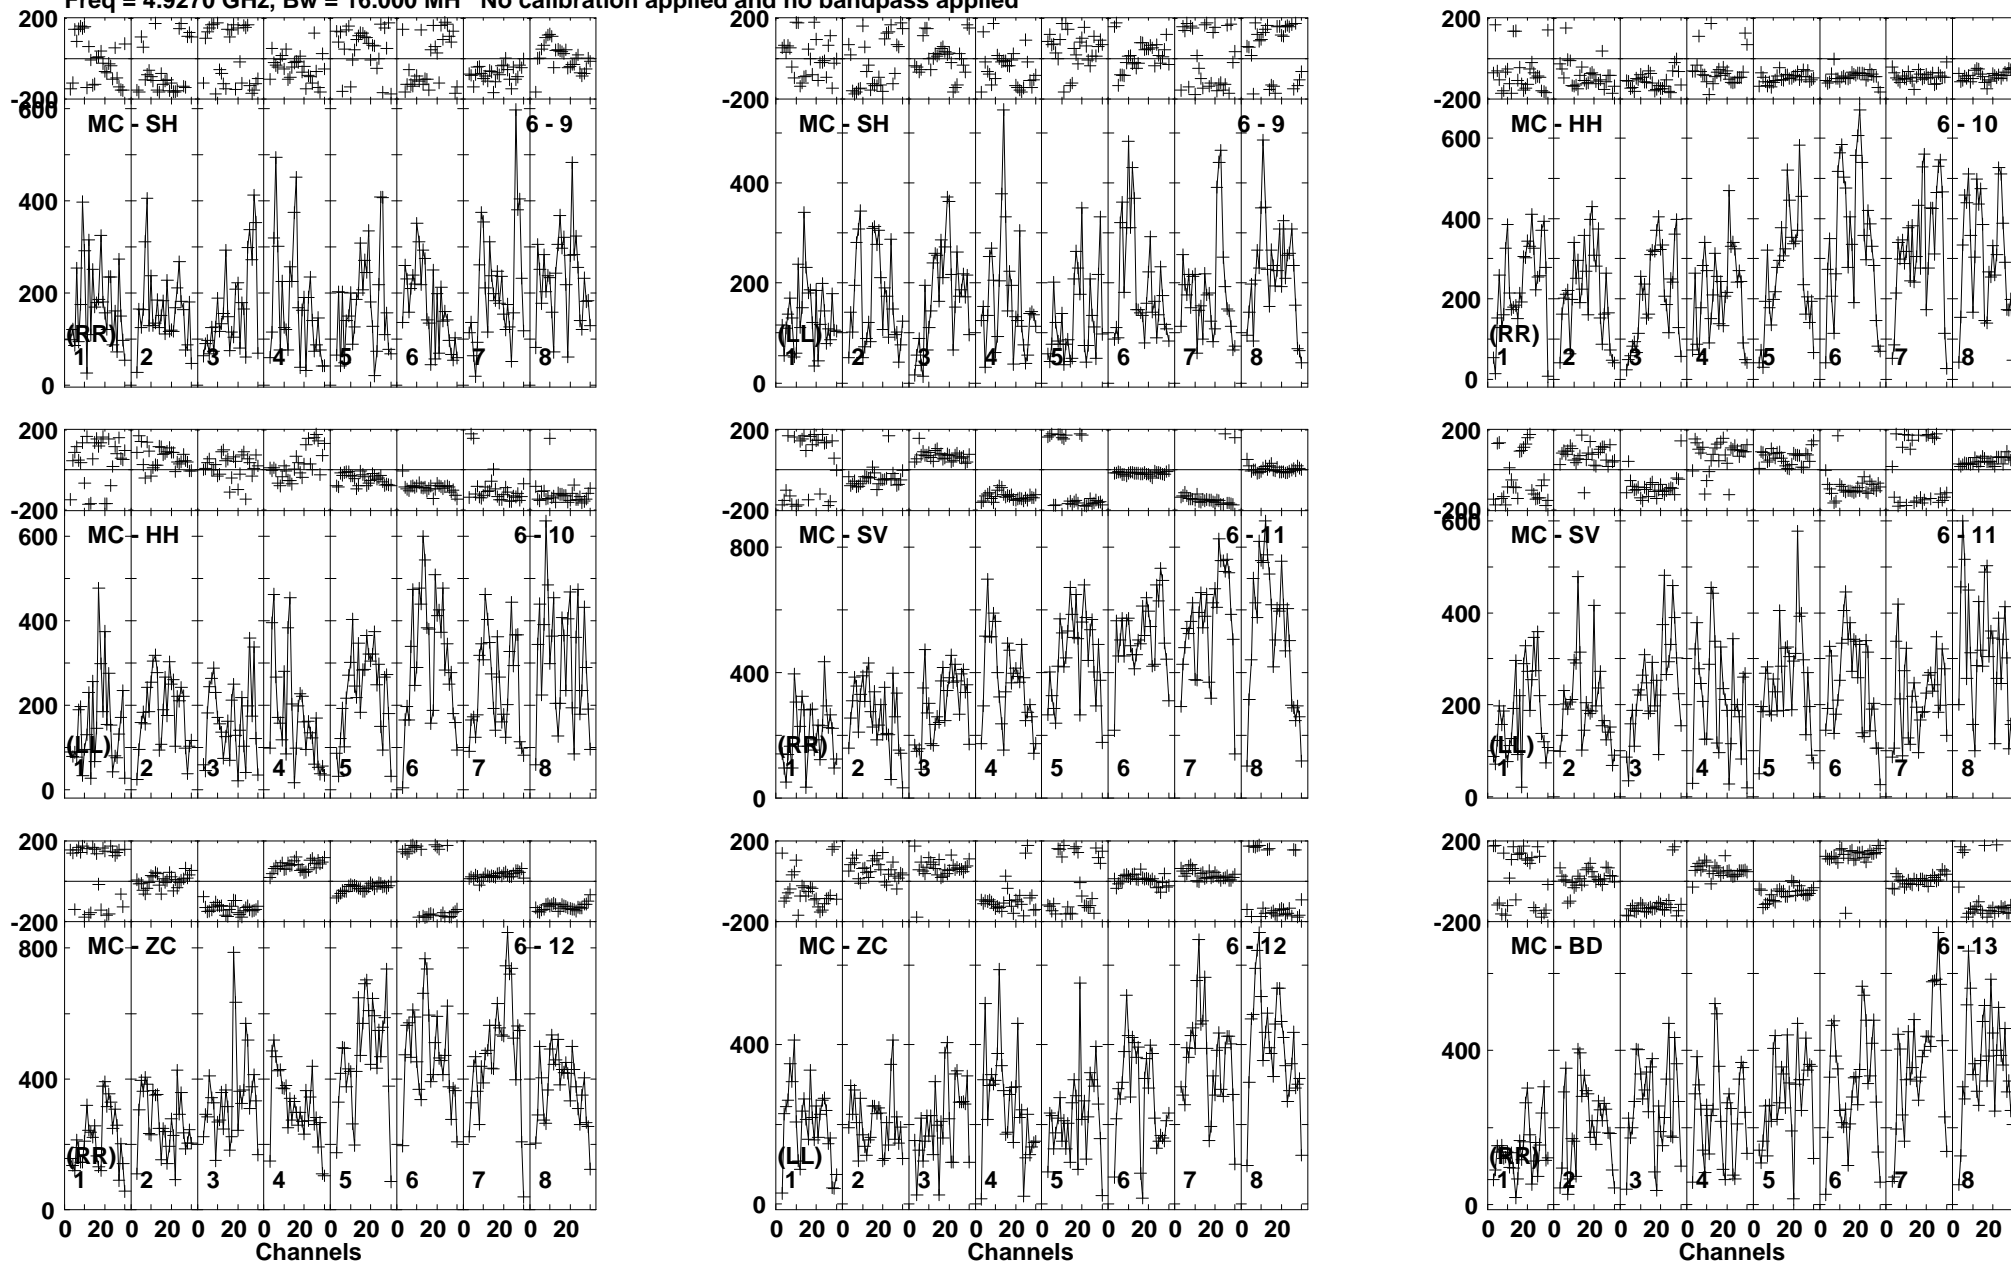 Freq = 4.9270 GHz, Bw = 16.000 MH No calibration applied and no bandpass applied
200 200 200
-200 -200 -200
600 MC - SH 6 - 9 MC - SH 6 - 9 MC - HH 6 - 10
600
400 400 400
200 200 200
(RR) (LL) (RR)
1 2 3 4 5 6 7 8 1 2 3 4 5 6 7 8 1 2 3 4 5 6 7 8
0 0 0
200 200 200
-200 -200 -200
MC - HH 6 - 10 MC - SV 6 - 11 MC - SV 6 - 11
600 800 600
400 400 400
200 200
(LL) (RR) (LL)
1 2 3 4 5 6 7 8 1 2 3 4 5 6 7 8 1 2 3 4 5 6 7 8
0 0 0
200 200 200
-200 -200 -200
MC - ZC 6 - 12 MC - ZC 6 - 12 MC - BD 6 - 13
800
400 400 400
(RR) (LL) (RR)
1 2 3 4 5 6 7 8 1 2 3 4 5 6 7 8 1 2 3 4 5 6 7 8
0 0 0
0 20 0 20 0 20 0 20 0 20 0 20 0 20 0 20 0 20 0 20 0 20 0 20 0 20 0 20 0 20 0 20 0 20 0 20 0 20 0 20 0 20 0 20 0 20 0 20
Channels Channels Channels